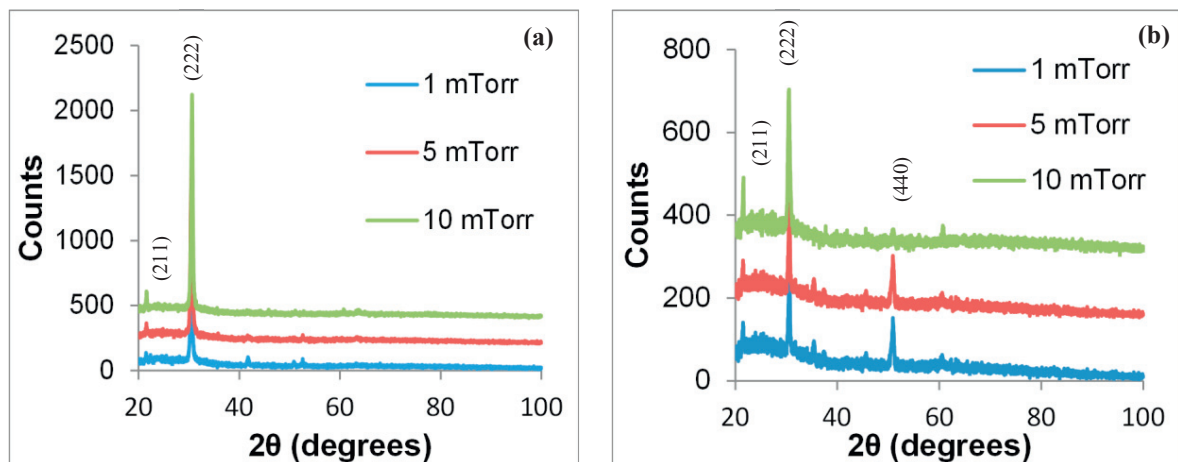 (a)
2500
2000
1500
1000
500
0
Counts
(211)
(222)
1 mTorr
5 mTorr
10 mTorr
20 40 60 80 100
2θ (degrees)
(b)
800
600
400
200
0
Counts
(211)
(222)
(440)
1 mTorr
5 mTorr
10 mTorr
20 40 60 80 100
2θ (degrees)